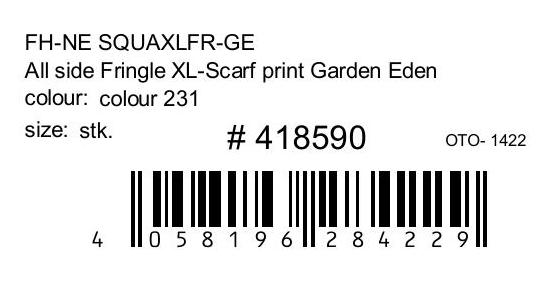 FH-NE SQUAXLFR-GE
All side Fringle XL-Scarf print Garden Eden
colour: colour 231
size: stk.
# 418590
OTO- 1422
4 058196 284229